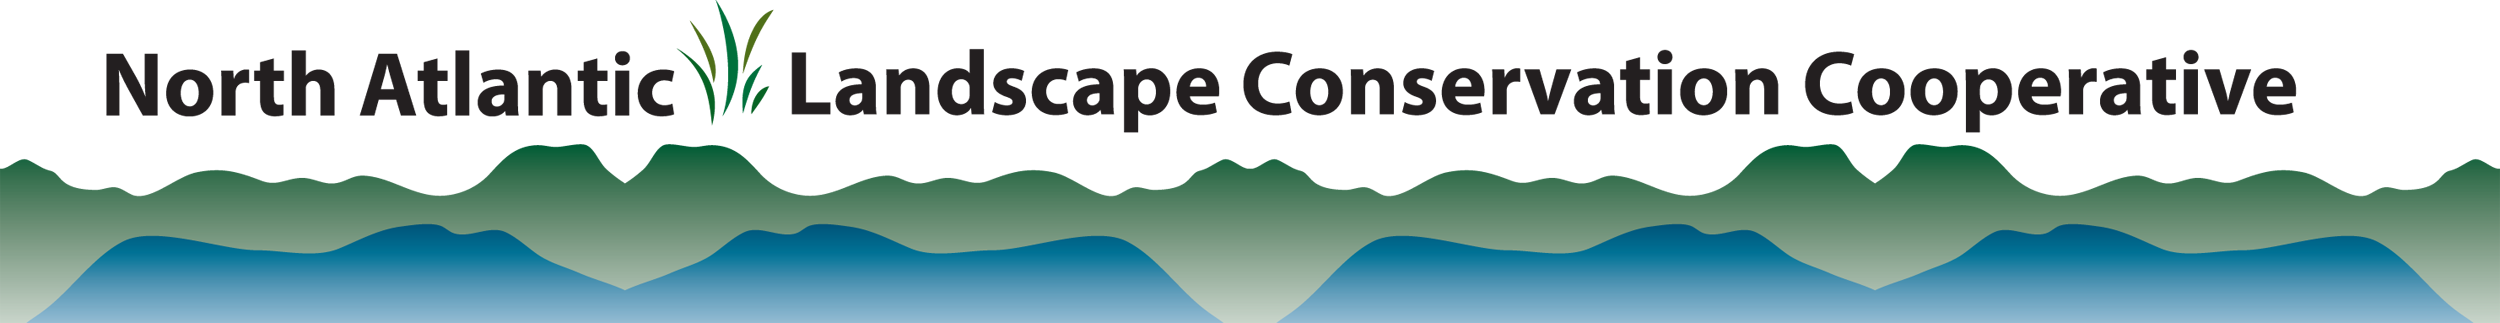 North Atlantic Landscape Conservation Cooperative